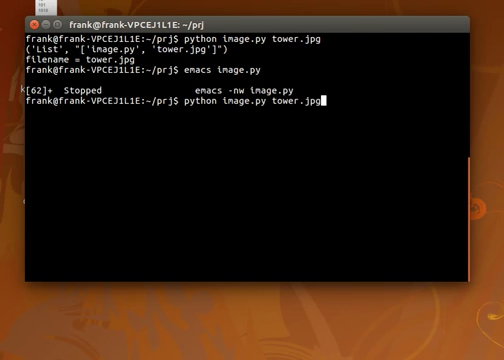 101
1010
frank@frank-VPCEJ1L1E: ~/prj
frank@frank-VPCEJ1L1E:~/prj$ python image.py tower.jpg
('List', "['image.py', 'tower.jpg']")
filename = tower.jpg
frank@frank-VPCEJ1L1E:~/prj$ emacs image.py
[62]+  Stopped                 emacs -nw image.py
frank@frank-VPCEJ1L1E:~/prj$ python image.py tower.jpg